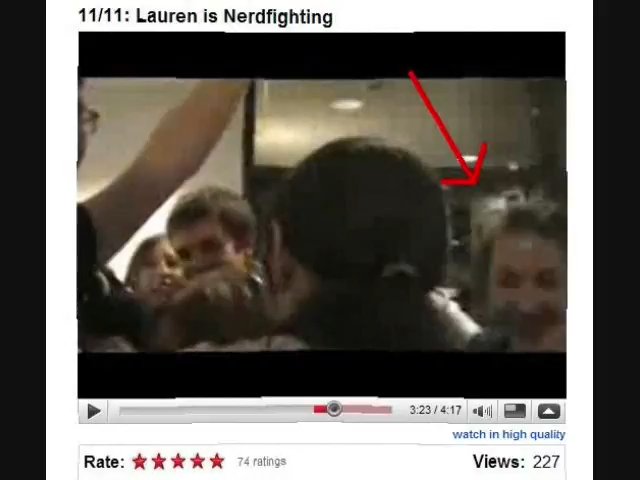 11/11: Lauren is Nerdfighting
3:23 / 4:17
watch in high quality
Rate: 74 ratings Views: 227